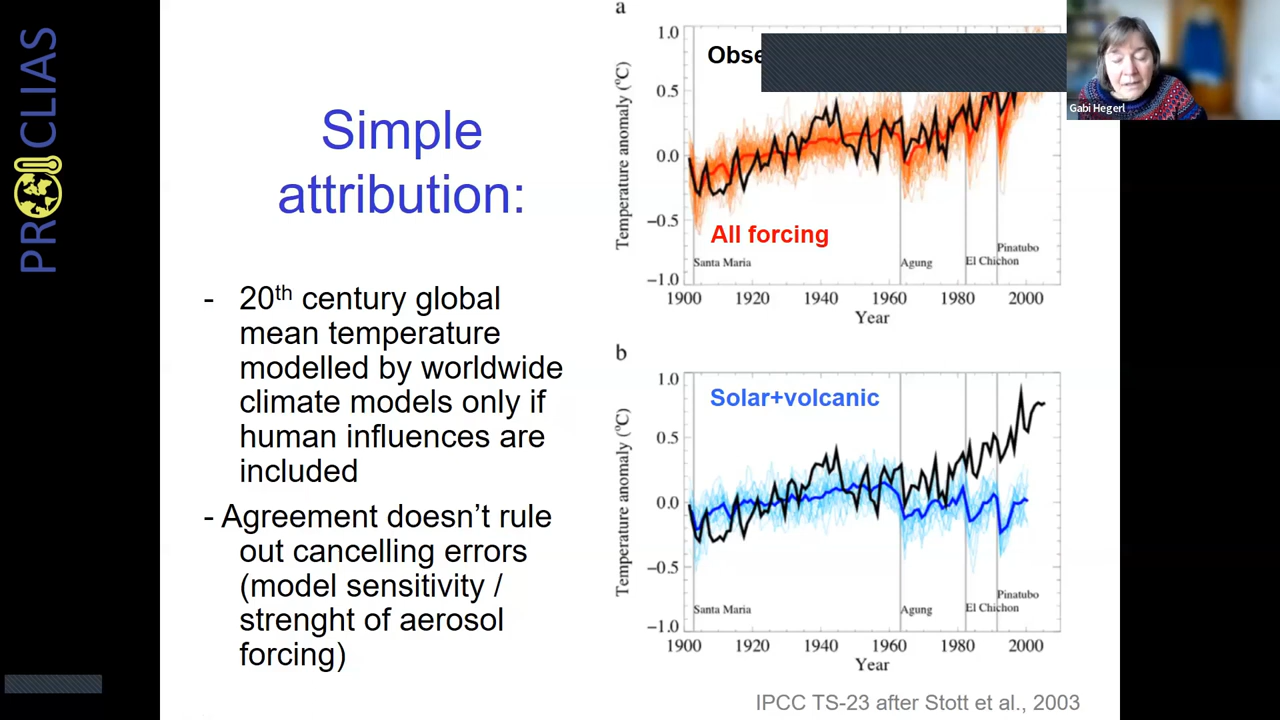 PROCLIAS
Simple
attribution:
- 20th century global
mean temperature
modelled by worldwide
climate models only if
human influences are
included
- Agreement doesn’t rule
out cancelling errors
(model sensitivity /
strenght of aerosol
forcing)
a
1.0
0.5
0.0
−0.5
−1.0
Temperature anomaly (°C)
All forcing
Santa Maria
Agung
El Chichon
Pinatubo
1900 1920 1940 1960 1980 2000
Year
b
1.0
0.5
0.0
−0.5
−1.0
Temperature anomaly (°C)
Solar+volcanic
Santa Maria
Agung
El Chichon
Pinatubo
1900 1920 1940 1960 1980 2000
Year
IPCC TS-23 after Stott et al., 2003
Gabi Hegerl